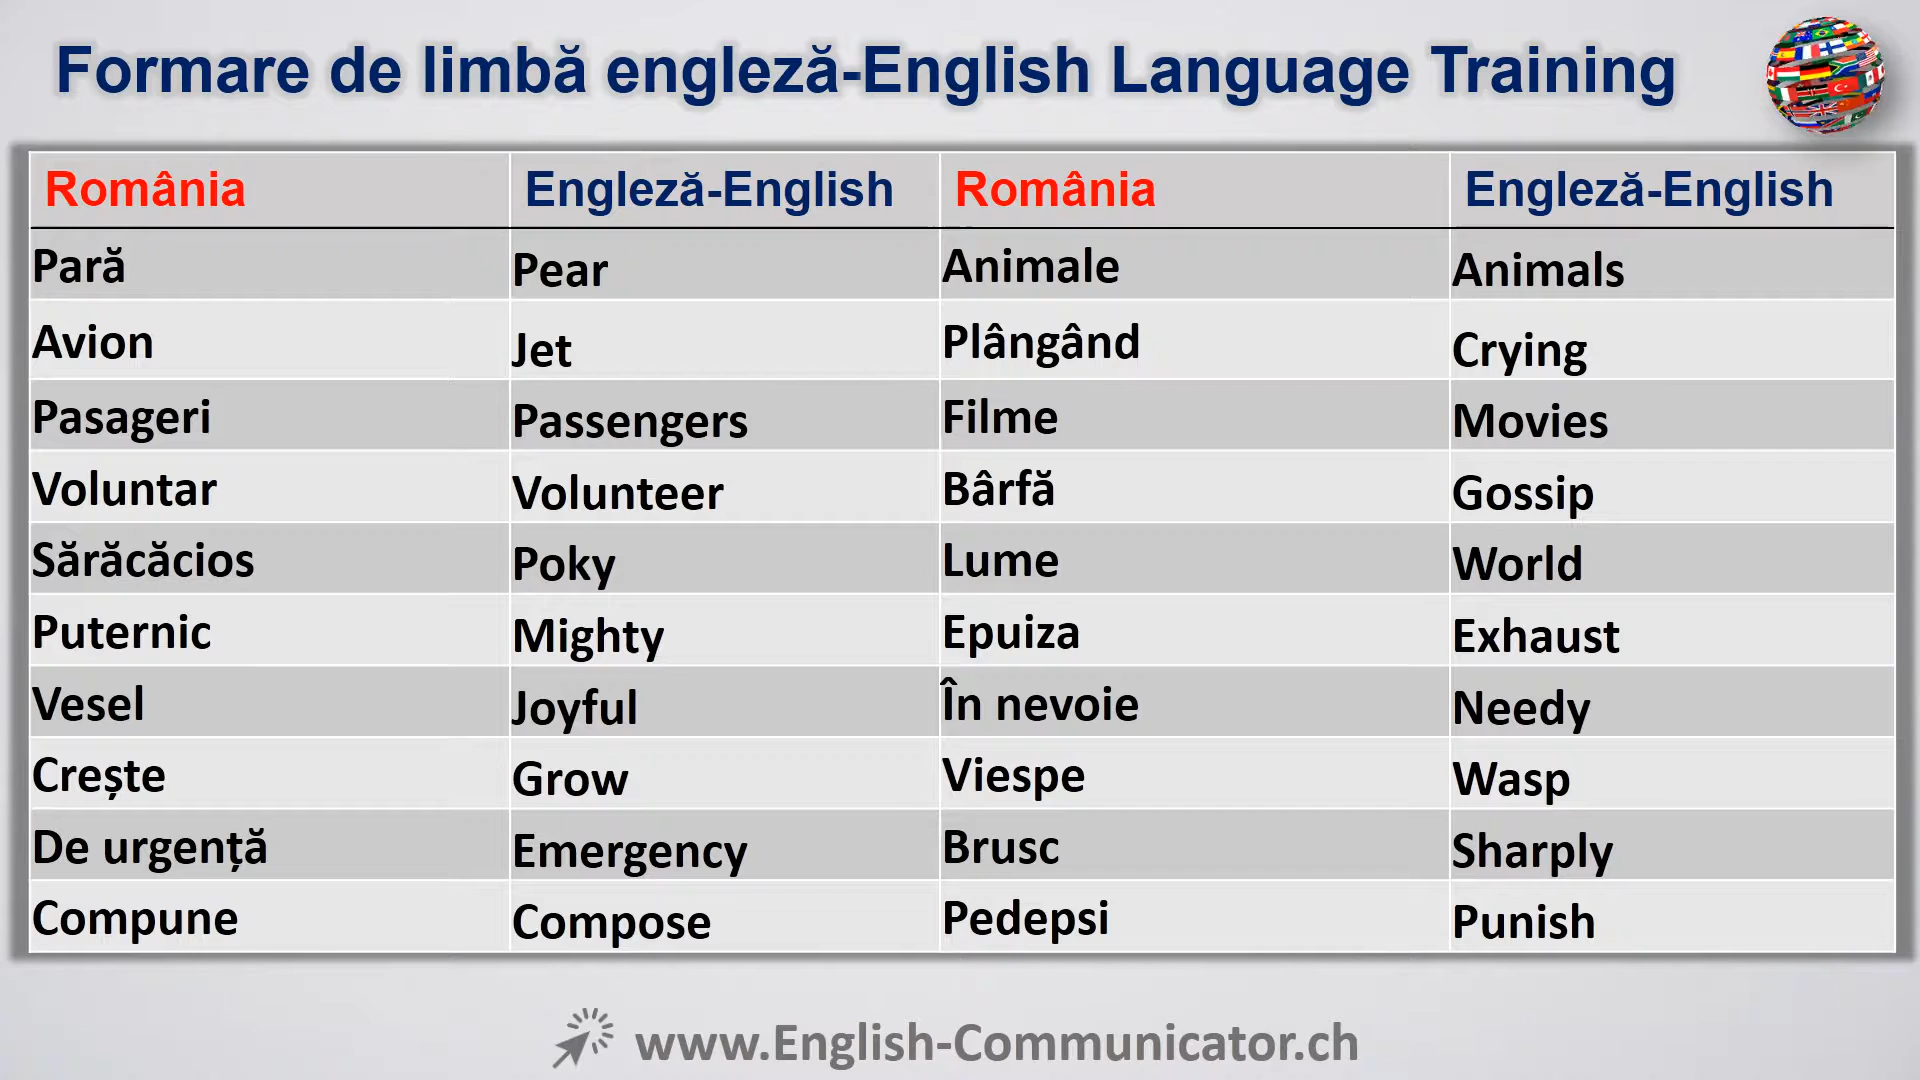 Formare de limbă engleză-English Language Training
România Engleză-English România Engleză-English
Pară Pear Animale Animals
Avion Jet Plângând Crying
Pasageri Passengers Filme Movies
Voluntar Volunteer Bârfă Gossip
Sărăcăcios Poky Lume World
Puternic Mighty Epuiza Exhaust
Vesel Joyful În nevoie Needy
Crește Grow Viespe Wasp
De urgență Emergency Brusc Sharply
Compune Compose Pedepsi Punish
www.English-Communicator.ch